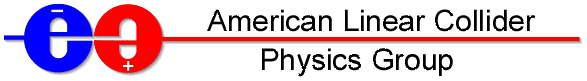 e e American Linear Collider
− + Physics Group